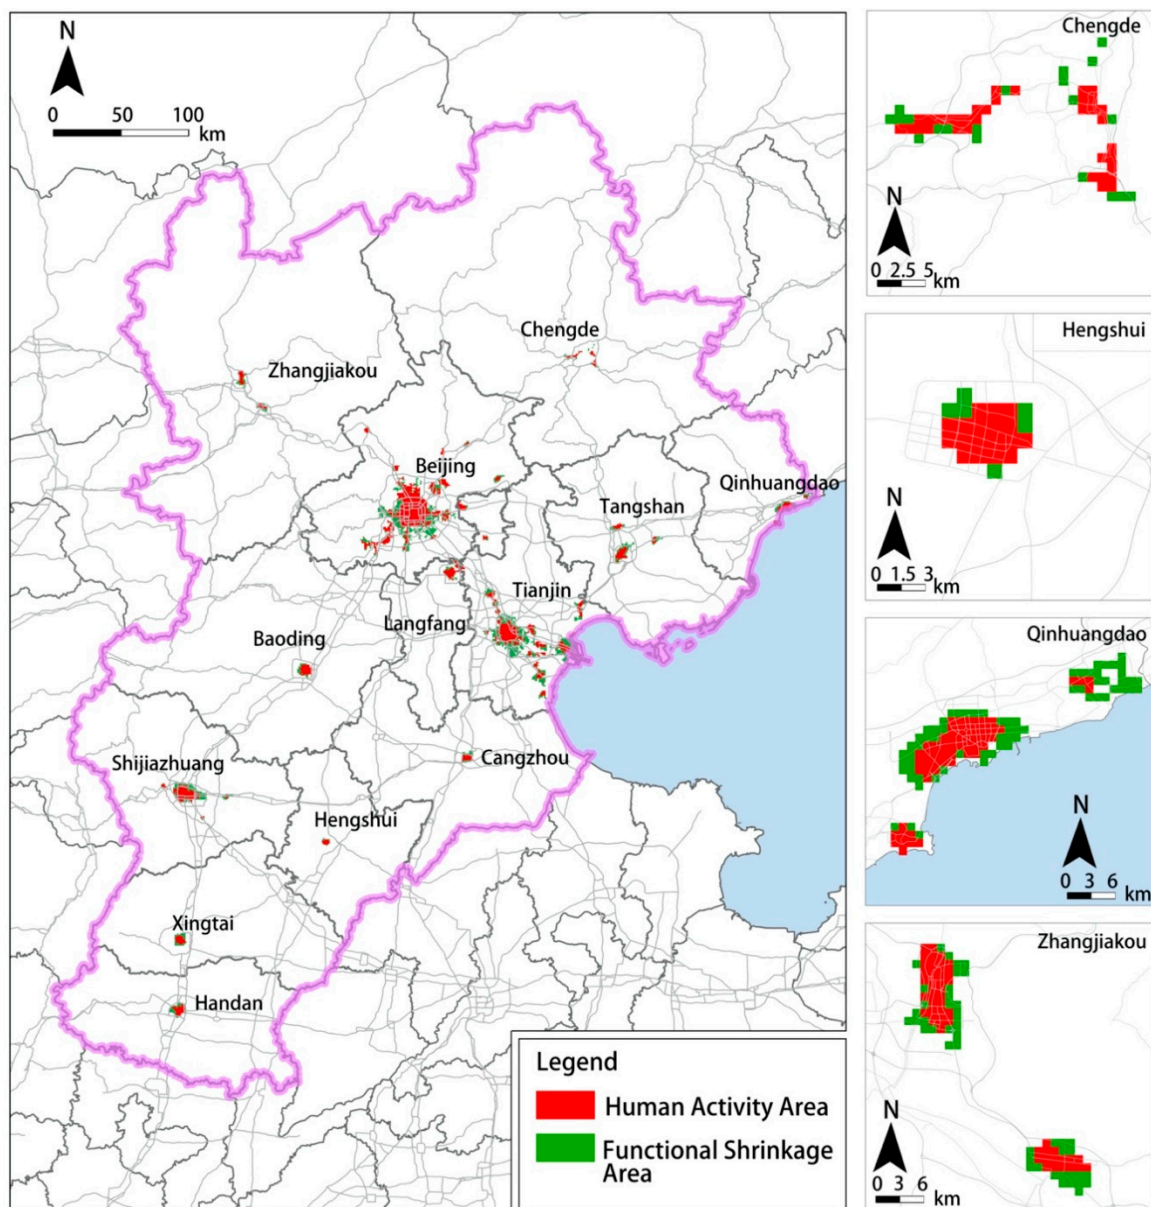 N
0 50 100
km
Chengde
Zhangjiakou
Beijing
Qinhuangdao
Tangshan
Tianjin
Langfang
Baoding
Cangzhou
Shijiazhuang
Hengshui
Xingtai
Handan
Legend
Human Activity Area
Functional Shrinkage
Area
Chengde
N
0 2.5 5
km
Hengshui
N
0 1.5 3
km
Qinhuangdao
N
0 3 6
km
Zhangjiakou
N
0 3 6
km